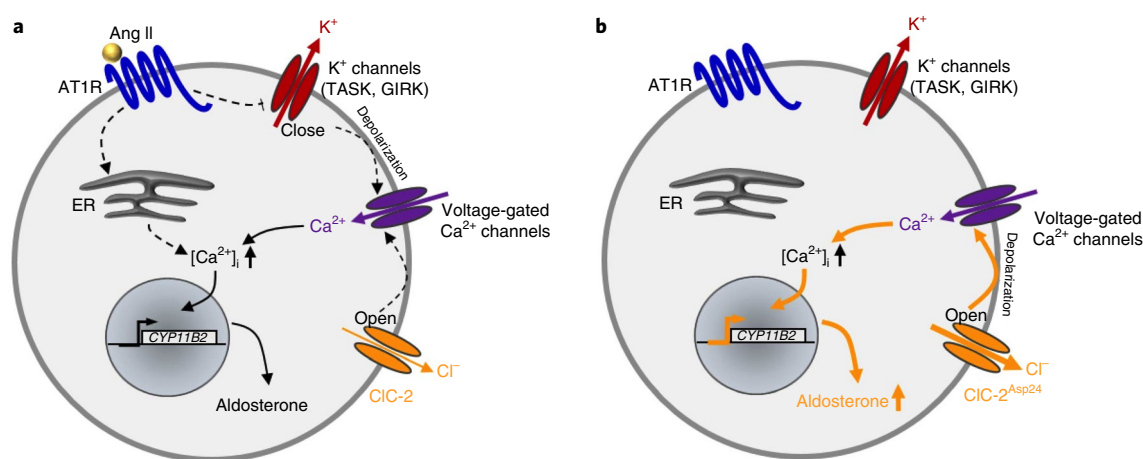 a
Ang II
AT1R
K⁺
K⁺ channels
(TASK, GIRK)
Close
Depolarization
ER
Ca²⁺
Voltage-gated
Ca²⁺ channels
[Ca²⁺]ᵢ
Open
CYP11B2
Cl⁻
ClC-2
Aldosterone
b
AT1R
K⁺
K⁺ channels
(TASK, GIRK)
ER
Ca²⁺
Voltage-gated
Ca²⁺ channels
[Ca²⁺]ᵢ
Depolarization
Open
CYP11B2
Cl⁻
ClC-2ᴬˢᵖ²⁴
Aldosterone